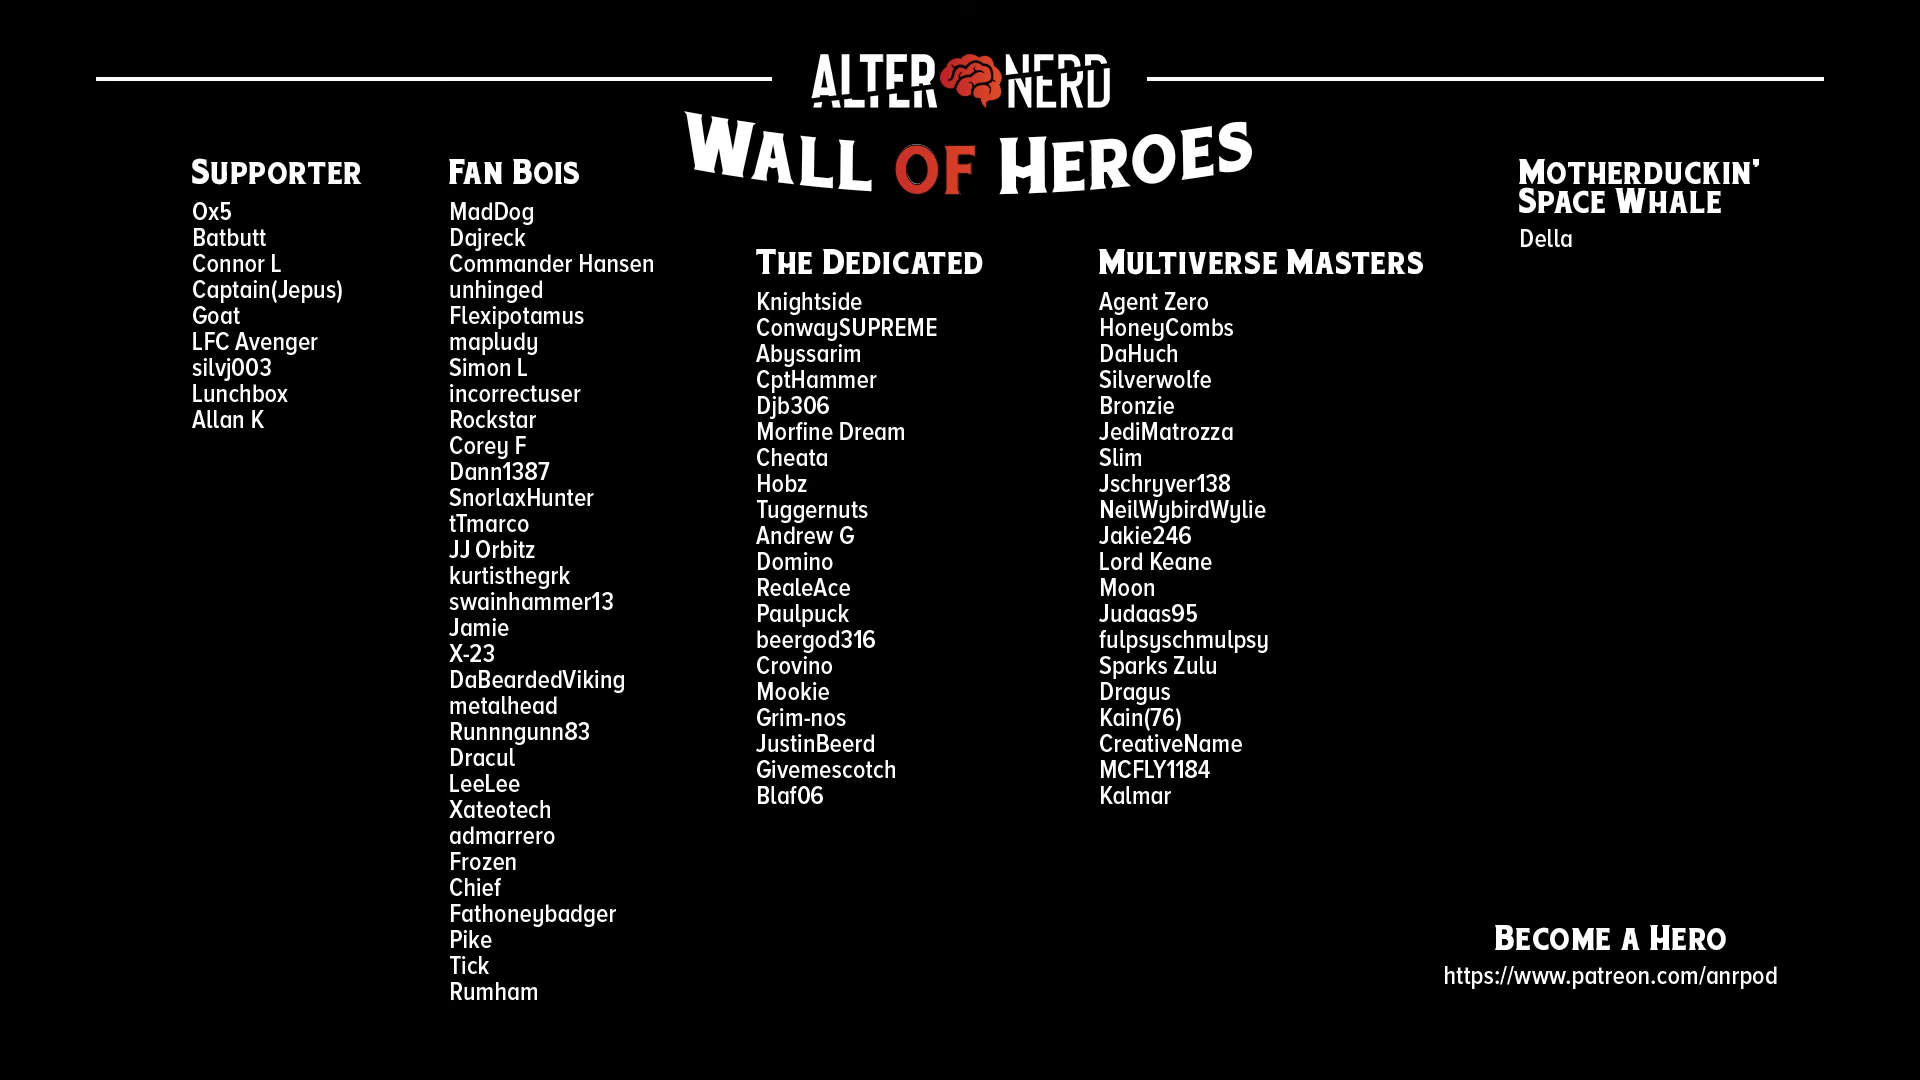 ALTER NERD
WALL OF HEROES
SUPPORTER
Ox5
Batbutt
Connor L
Captain(Jepus)
Goat
LFC Avenger
silvj003
Lunchbox
Allan K
FAN BOIS
MadDog
Dajreck
Commander Hansen
unhinged
Flexipotamus
mapludy
Simon L
incorrectuser
Rockstar
Corey F
Dann1387
SnorlaxHunter
tTmarco
JJ Orbitz
kurtisthegrk
swainhammer13
Jamie
X-23
DaBeardedViking
metalhead
Runnngunn83
Dracul
LeeLee
Xateotech
admarrero
Frozen
Chief
Fathoneybadger
Pike
Tick
Rumham
THE DEDICATED
Knightside
ConwaySUPREME
Abyssarim
CptHammer
Djb306
Morfine Dream
Cheata
Hobz
Tuggernuts
Andrew G
Domino
RealeAce
Paulpuck
beergod316
Crovino
Mookie
Grim-nos
JustinBeerd
Givemescotch
Blaf06
MULTIVERSE MASTERS
Agent Zero
HoneyCombs
DaHuch
Silverwolfe
Bronzie
JediMatrozza
Slim
Jschryver138
NeilWybirdWylie
Jakie246
Lord Keane
Moon
Judaas95
fulpsyschmulpsy
Sparks Zulu
Dragus
Kain(76)
CreativeName
MCFLY1184
Kalmar
MOTHERDUCKIN'
SPACE WHALE
Della
BECOME A HERO
https://www.patreon.com/anrpod